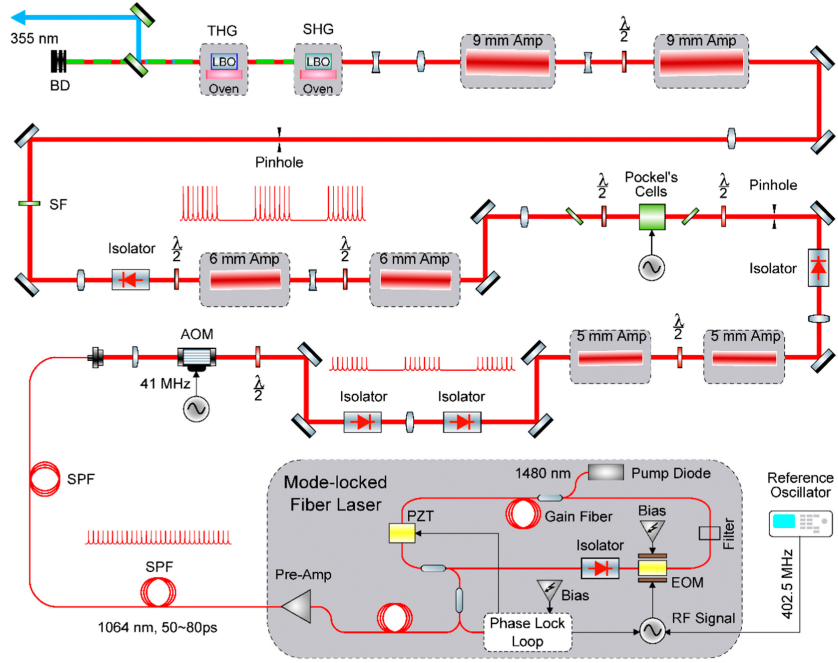 THG
SHG
9 mm Amp
λ/2
9 mm Amp
355 nm
LBO
LBO
BD
Oven
Oven
Pinhole
SF
λ/2
Pockel's
Cells
λ/2
Pinhole
Isolator
λ/2
6 mm Amp
λ/2
6 mm Amp
Isolator
AOM
5 mm Amp
λ/2
5 mm Amp
41 MHz
λ/2
Isolator
Isolator
SPF
Mode-locked
Fiber Laser
1480 nm
Pump Diode
Reference
Oscillator
PZT
Gain Fiber
Bias
Filter
Isolator
EOM
SPF
Pre-Amp
Bias
RF Signal
402.5 MHz
1064 nm, 50~80ps
Phase Lock
Loop